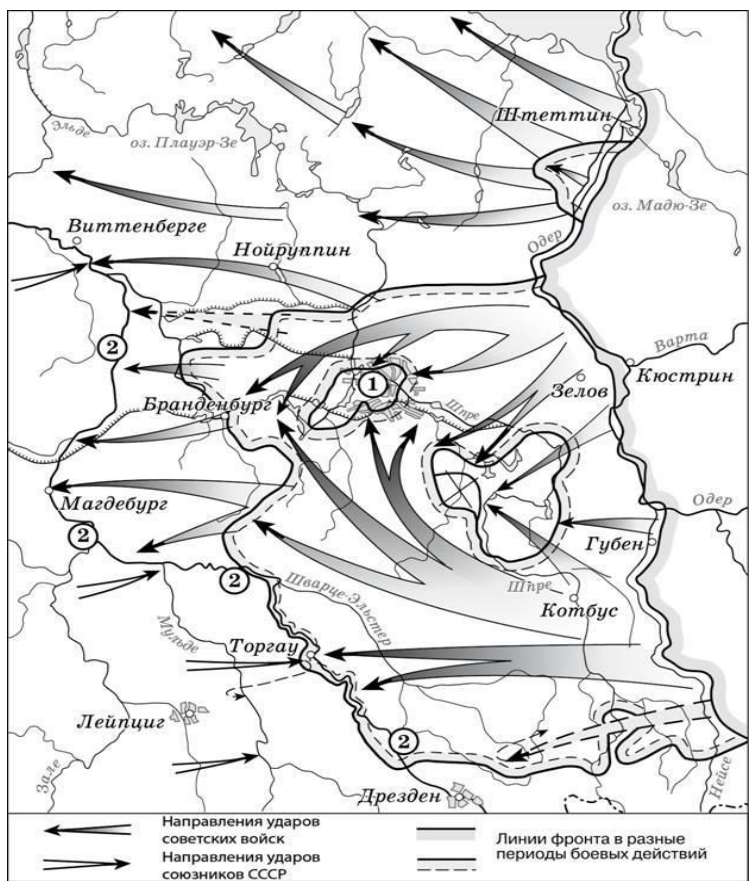 Штеттин
Эльде
оз. Плауэр-Зе
оз. Мадю-Зе
Виттенберге
Нойруппин
Одер
Варта
2
1
Кюстрин
Зелов
Бранденбург
Шпре
Магдебург
Одер
2
Губен
2
Шварце-Эльстер
Шпре
Котбус
Мульде
Торгау
Лейпциг
2
Зале
Нейсе
Дрезден
Направления ударов
советских войск
Направления ударов
союзников СССР
Линии фронта в разные
периоды боевых действий